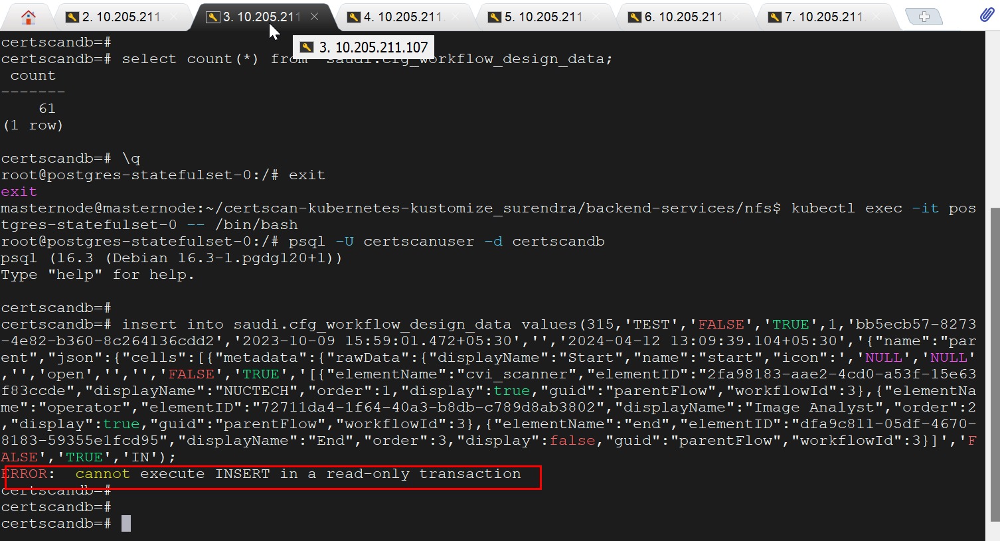 2. 10.205.211.
3. 10.205.211
4. 10.205.211.
5. 10.205.211.
6. 10.205.211.
7. 10.205.211.
3. 10.205.211.107
certscandb=#
certscandb=# select count(*) from  saudi.cfg_workflow_design_data;
count
-------
61
(1 row)
certscandb=# \q
root@postgres-statefulset-0:/# exit
exit
masternode@masternode:~/certscan-kubernetes-kustomize_surendra/backend-services/nfs$ kubectl exec -it pos
tgres-statefulset-0 -- /bin/bash
root@postgres-statefulset-0:/# psql -U certscanuser -d certscandb
psql (16.3 (Debian 16.3-1.pgdg120+1))
Type "help" for help.
certscandb=#
certscandb=# insert into saudi.cfg_workflow_design_data values(315,'TEST','FALSE','TRUE',1,'bb5ecb57-8273
-4e82-b360-8c264136cdd2','2023-10-09 15:59:01.472+05:30','','2024-04-12 13:09:39.104+05:30','{"name":"par
ent","json":{"cells":[{"metadata":{"rawData":{"displayName":"Start","name":"start","icon":','NULL','NULL'
,'','open','','','FALSE','TRUE','[{"elementName":"cvi_scanner","elementID":"2fa98183-aae2-4cd0-a53f-15e63
f83ccde","displayName":"NUCTECH","order":1,"display":true,"guid":"parentFlow","workflowId":3},{"elementNa
me":"operator","elementID":"72711da4-1f64-40a3-b8db-c789d8ab3802","displayName":"Image Analyst","order":2
,"display":true,"guid":"parentFlow","workflowId":3},{"elementName":"end","elementID":"dfa9c811-05df-4670-
8183-59355e1fcd95","displayName":"End","order":3,"display":false,"guid":"parentFlow","workflowId":3}]','F
ALSE','TRUE','IN');
ERROR:  cannot execute INSERT in a read-only transaction
certscandb=#
certscandb=#
certscandb=#